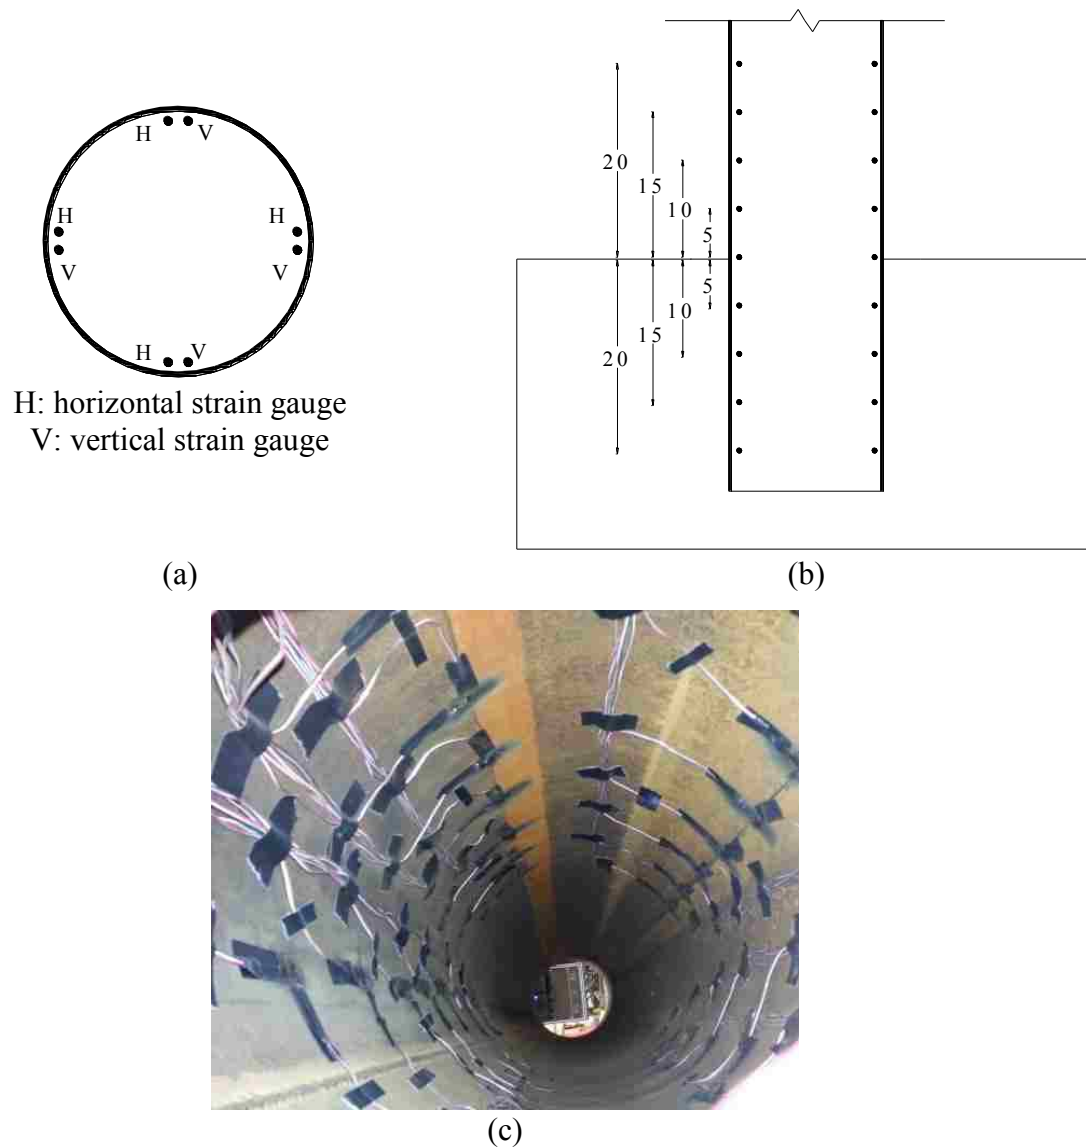 H V
H H
V V
H V
H: horizontal strain gauge
V: vertical strain gauge
(a)
20
15
10
5
5
10
15
20
(b)
(c)